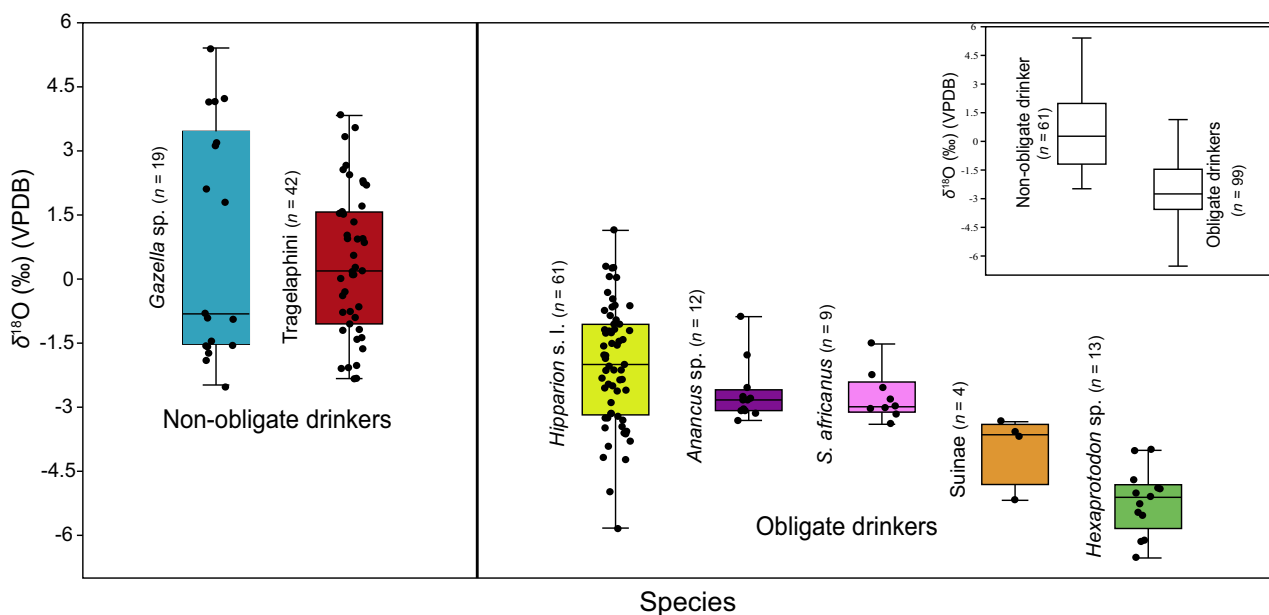 δ¹⁸O (‰) (VPDB)
6
4.5
3
1.5
0
-1.5
-3
-4.5
-6
Gazella sp. (n = 19)
Tragelaphini (n = 42)
Non-obligate drinkers
Hipparion s. l. (n = 61)
Anancus sp. (n = 12)
S. africanus (n = 9)
Suinae (n = 4)
Hexaprotodon sp. (n = 13)
Obligate drinkers
δ¹⁸O (‰) (VPDB)
6
4.5
3
1.5
0
-1.5
-3
-4.5
-6
Non-obligate drinker
(n = 61)
Obligate drinkers
(n = 99)
Species